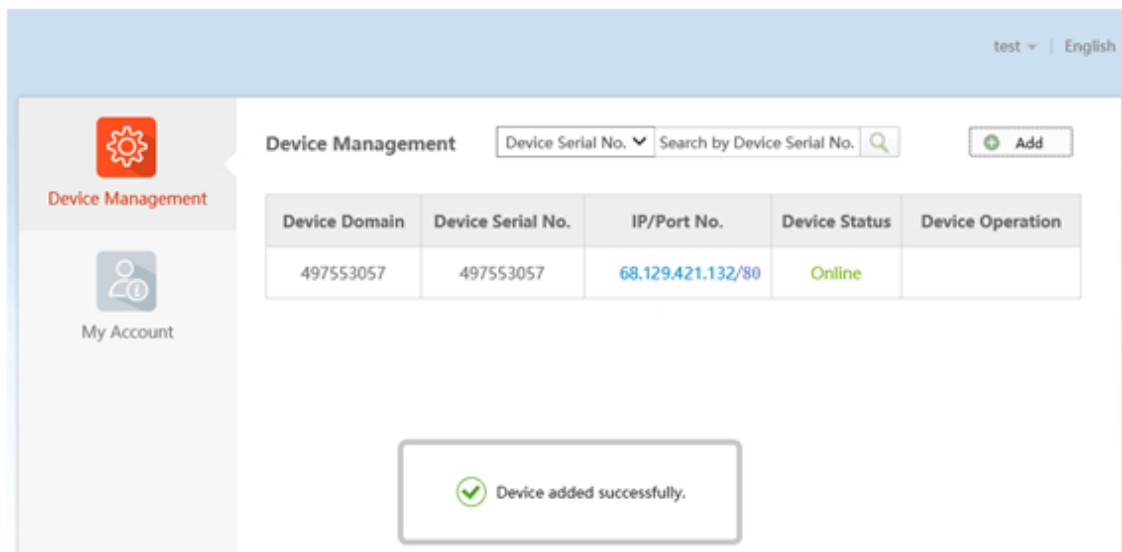 test | English
Device Management
My Account
Device Management Device Serial No. Search by Device Serial No. Add
Device Domain Device Serial No. IP/Port No. Device Status Device Operation
497553057 497553057 68.129.421.132/80 Online
Device added successfully.